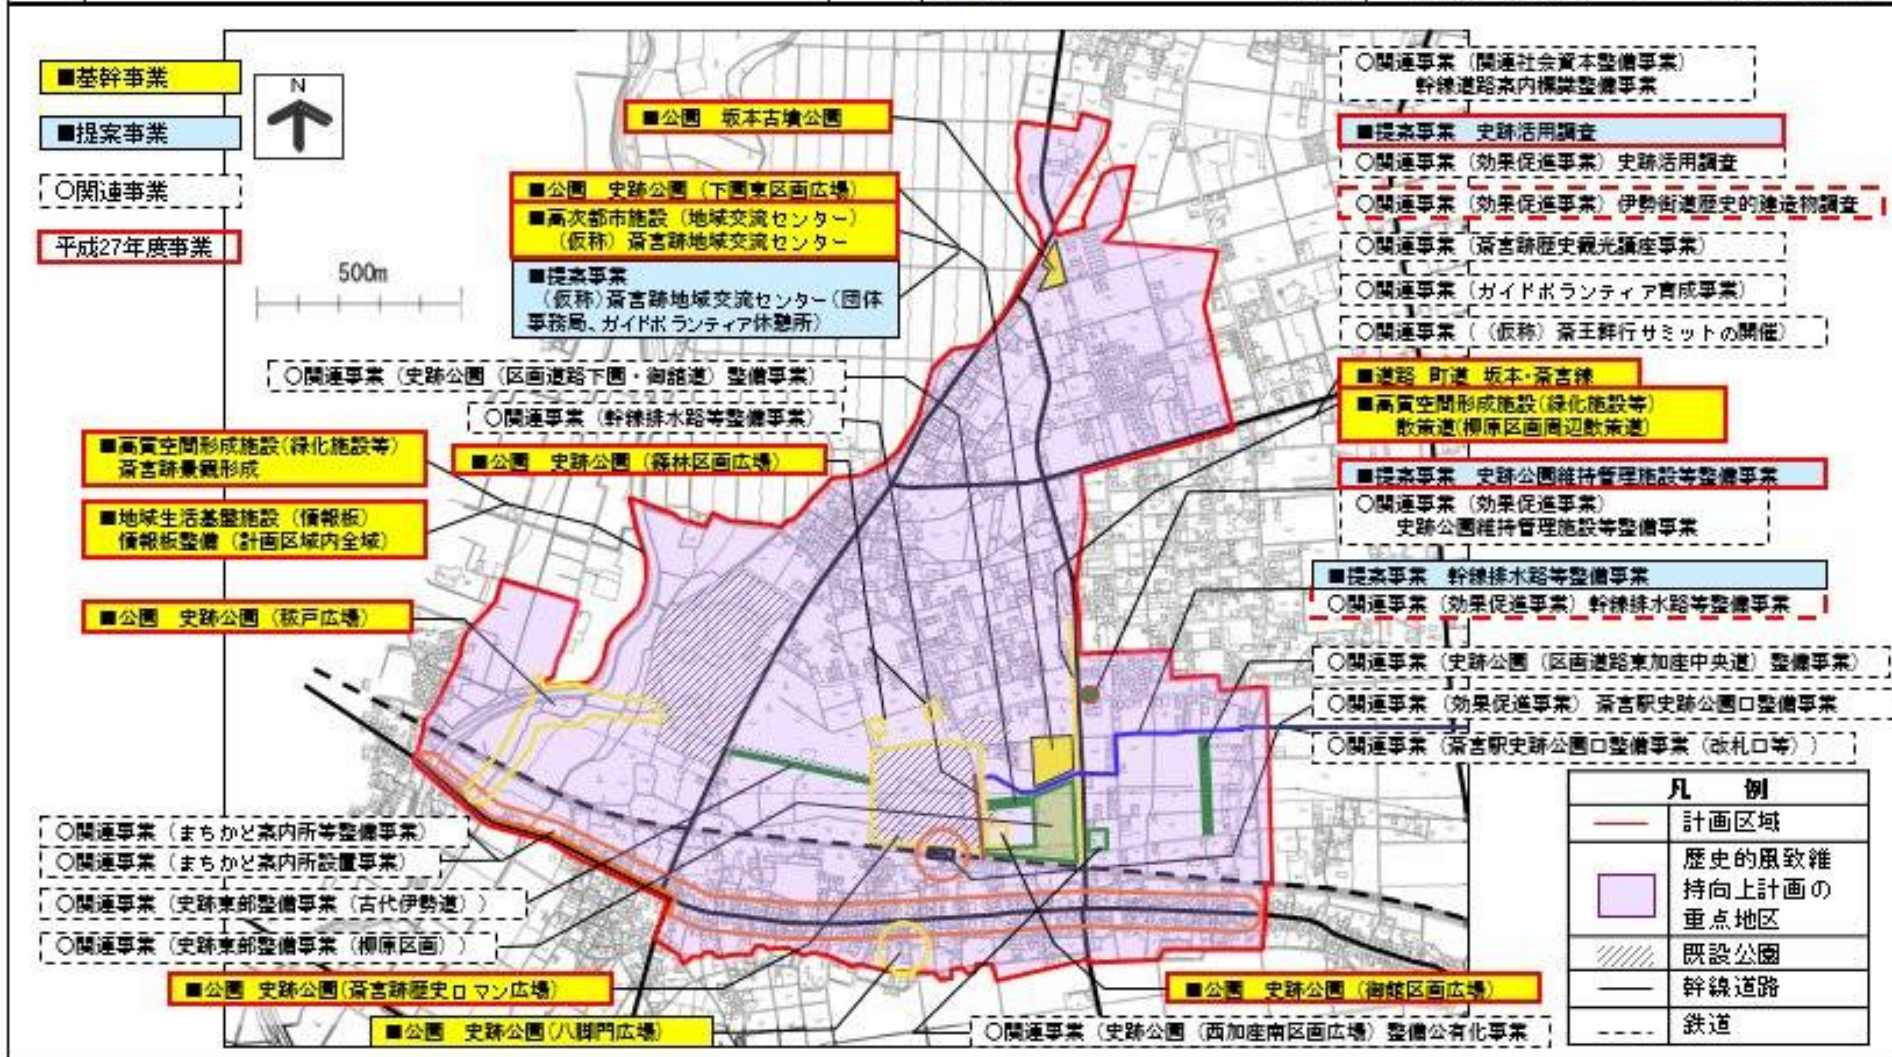 ■基幹事業
■提案事業
○関連事業
平成27年度事業
N
500m
■公園　坂本古墳公園
■公園　史跡公園（下園東区画広場）
■高次都市施設（地域交流センター）
（仮称）斎宮跡地域交流センター
■提案事業
（仮称）斎宮跡地域交流センター（団体
事務局、ガイドボランティア休憩所）
○関連事業（史跡公園（区画道路下園・御館道）整備事業）
○関連事業（幹線排水路等整備事業）
■高質空間形成施設（緑化施設等）
斎宮跡景観形成
■公園　史跡公園（篠林区画広場）
■地域生活基盤施設（情報板）
情報板整備（計画区域内全域）
■公園　史跡公園（祓戸広場）
○関連事業（まちかど案内所等整備事業）
○関連事業（まちかど案内所設置事業）
○関連事業（史跡東部整備事業（古代伊勢道））
○関連事業（史跡東部整備事業（柳原区画））
■公園　史跡公園（斎宮跡歴史ロマン広場）
■公園　史跡公園（八脚門広場）
○関連事業（関連社会資本整備事業）
幹線道路案内標識整備事業
■提案事業　史跡活用調査
○関連事業（効果促進事業）史跡活用調査
○関連事業（効果促進事業）伊勢街道歴史的建造物調査
○関連事業（斎宮跡歴史観光講座事業）
○関連事業（ガイドボランティア育成事業）
○関連事業（（仮称）斎王群行サミットの開催）
■道路　町道　坂本・斎宮線
■高質空間形成施設（緑化施設等）
散策道（柳原区画周辺散策道）
■提案事業　史跡公園維持管理施設等整備事業
○関連事業（効果促進事業）
史跡公園維持管理施設等整備事業
■提案事業　幹線排水路等整備事業
○関連事業（効果促進事業）幹線排水路等整備事業
○関連事業（史跡公園（区画道路東加座中央道）整備事業）
○関連事業（効果促進事業）斎宮駅史跡公園口整備事業
○関連事業（斎宮駅史跡公園口整備事業（改札口等））
■公園　史跡公園（御館区画広場）
○関連事業（史跡公園（西加座南区画広場）整備公有化事業
凡　例
計画区域
歴史的風致維
持向上計画の
重点地区
既設公園
幹線道路
鉄道